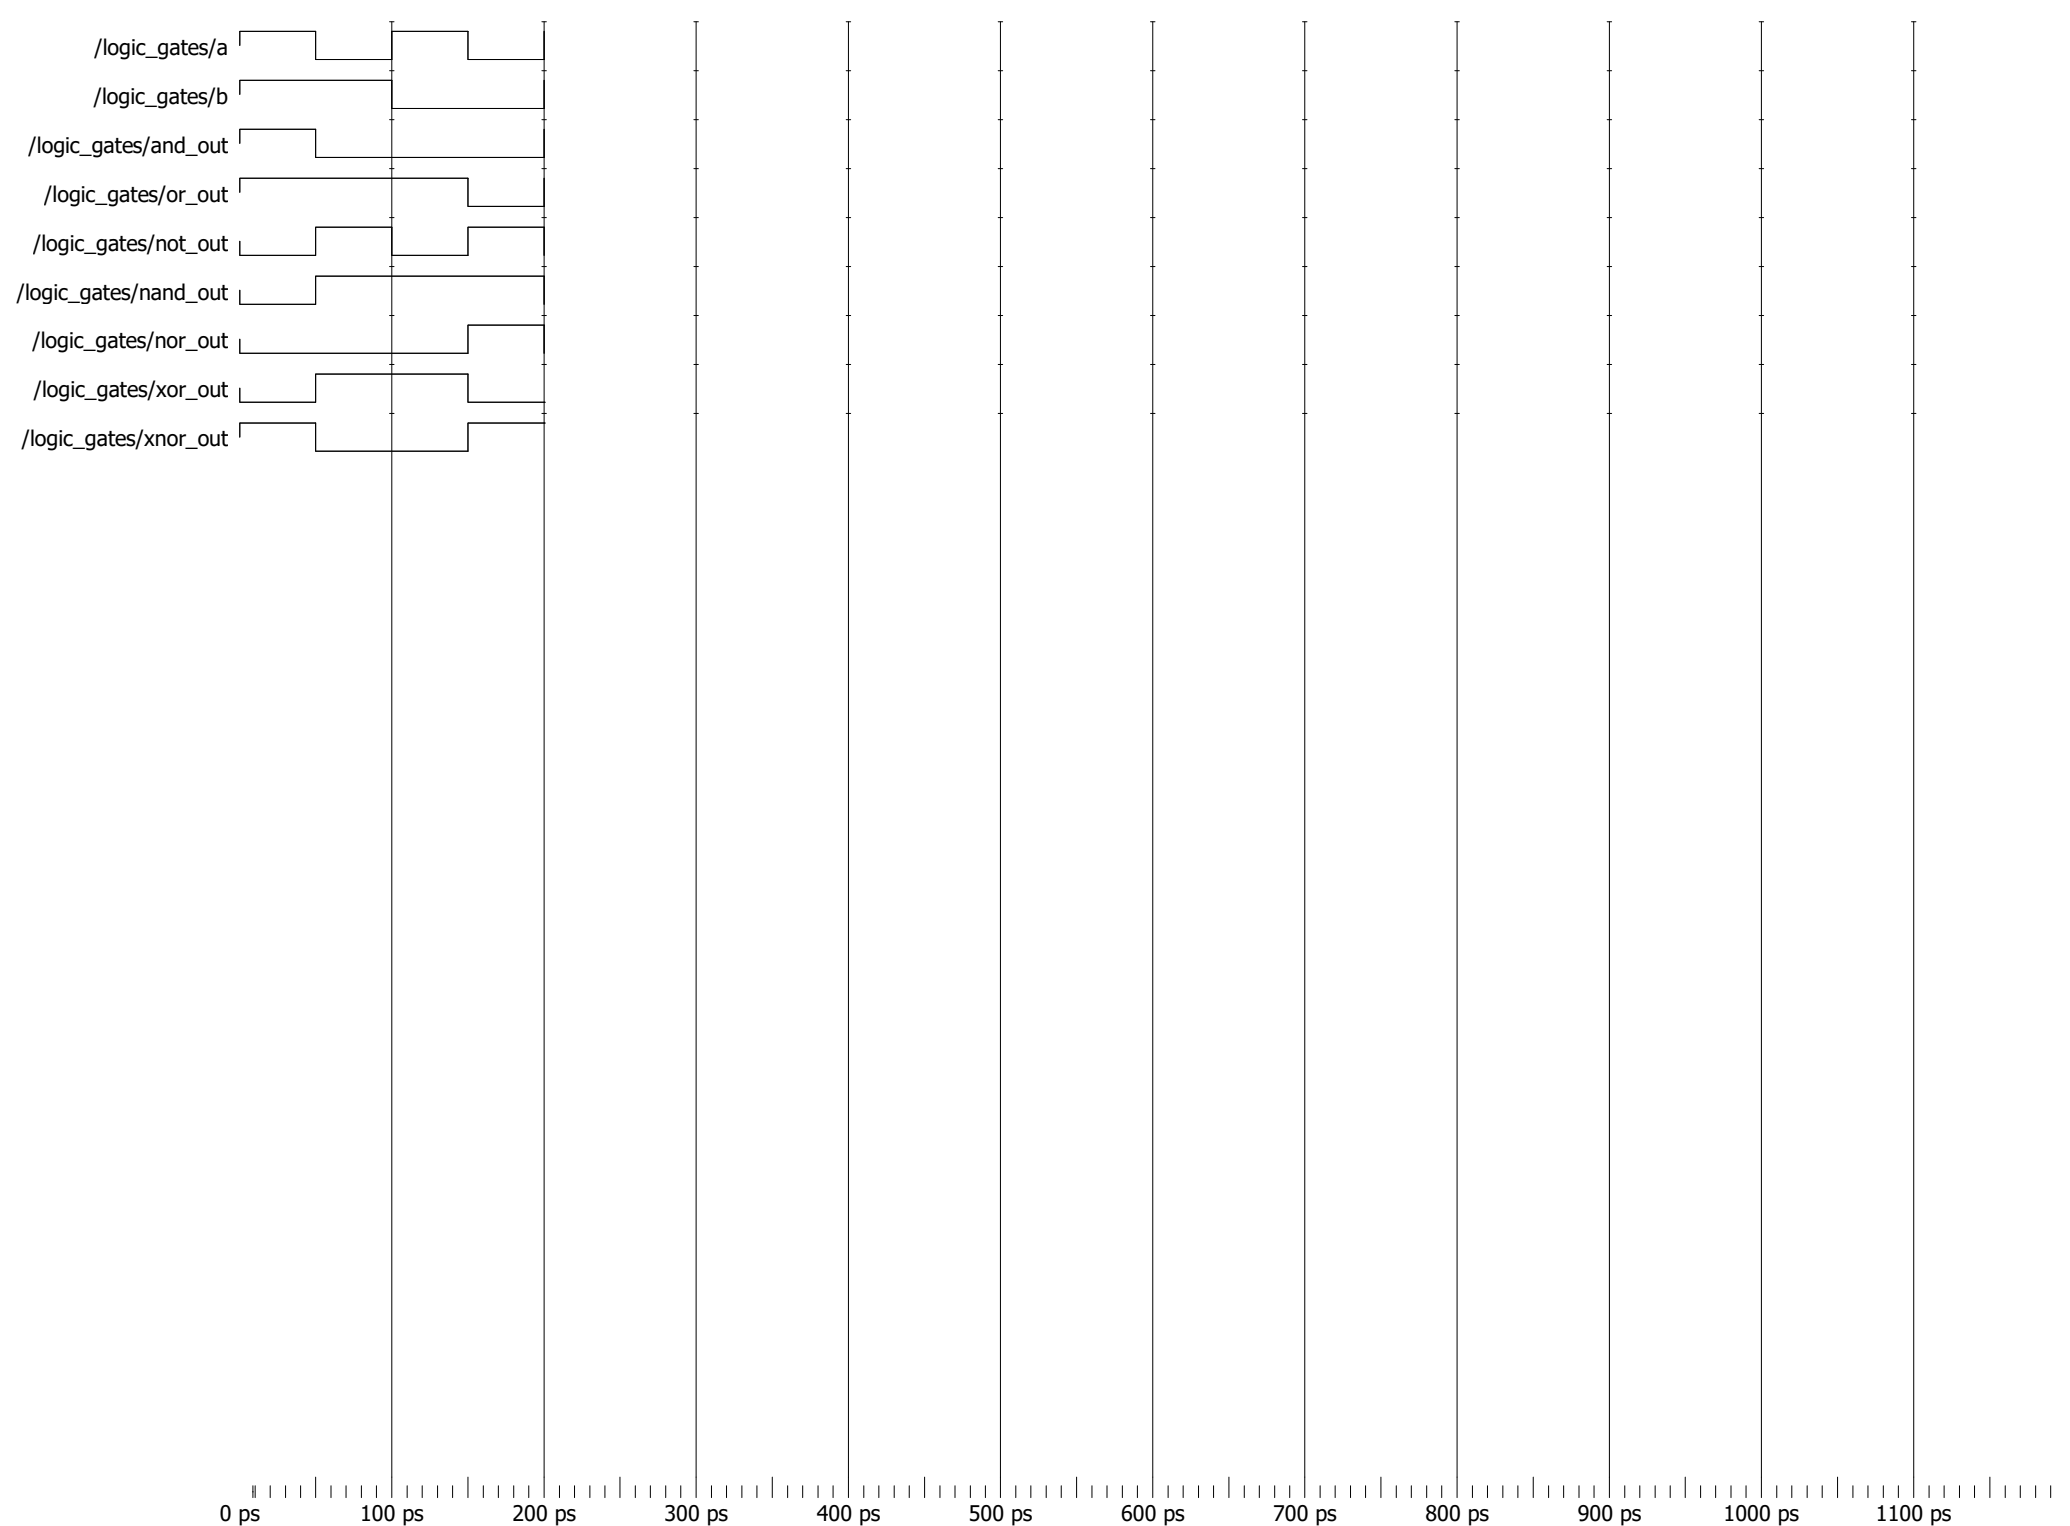 /logic_gates/a
/logic_gates/b
/logic_gates/and_out
/logic_gates/or_out
/logic_gates/not_out
/logic_gates/nand_out
/logic_gates/nor_out
/logic_gates/xor_out
/logic_gates/xnor_out
0 ps 100 ps 200 ps 300 ps 400 ps 500 ps 600 ps 700 ps 800 ps 900 ps 1000 ps 1100 ps